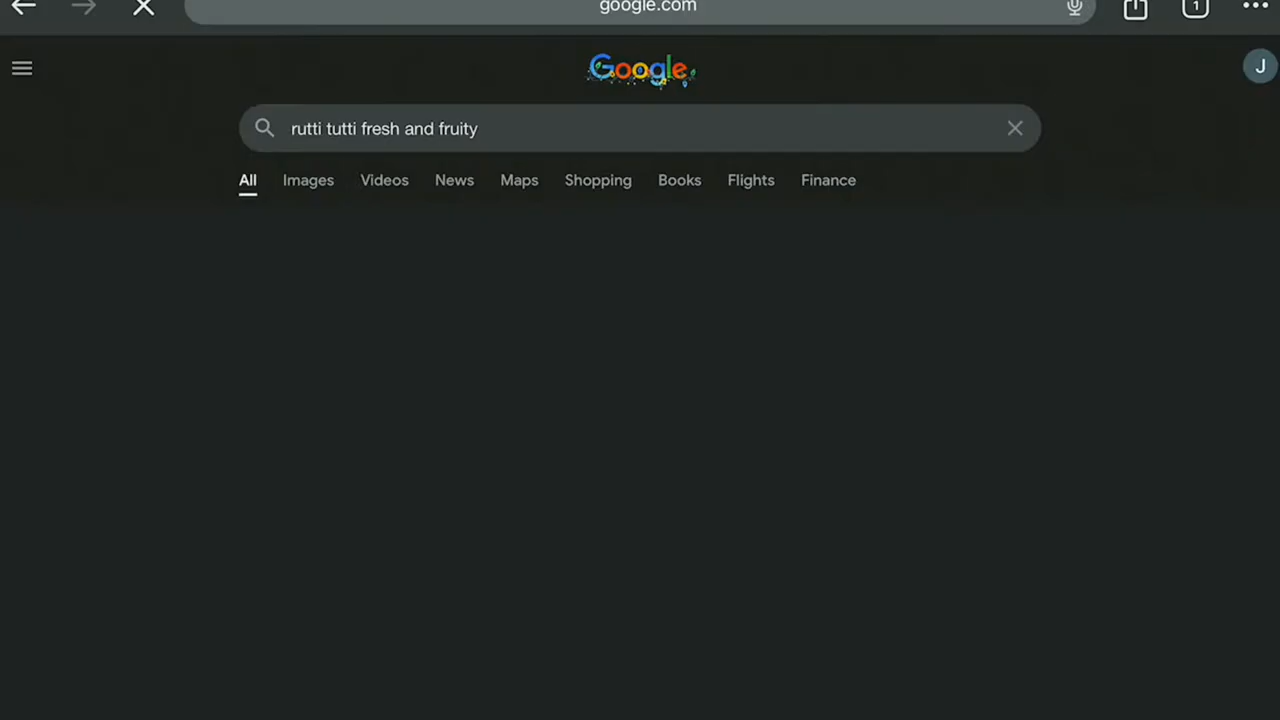 google.com
1
Google
J
rutti tutti fresh and fruity
All Images Videos News Maps Shopping Books Flights Finance